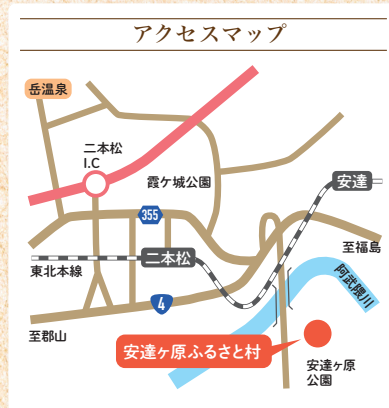 アクセスマップ
岳温泉
二本松
I.C
霞ケ城公園
安達
355
至福島
二本松
東北本線
阿武隈川
4
至郡山
安達ヶ原ふるさと村
安達ヶ原
公園